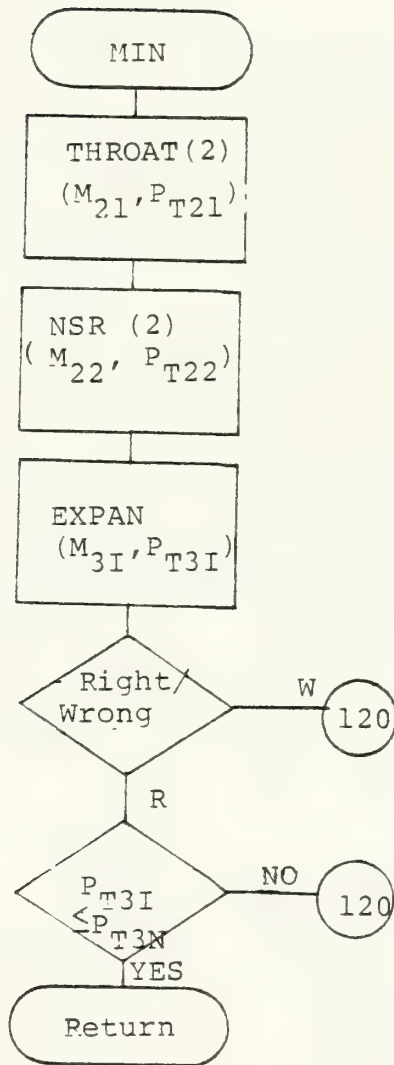 MIN
THROAT(2)
(M21,PT21)
NSR (2)
( M22, PT22)
EXPAN
(M3I,PT3I)
Right/
Wrong
W
120
R
PT3I
≤PT3N
NO
120
YES
Return